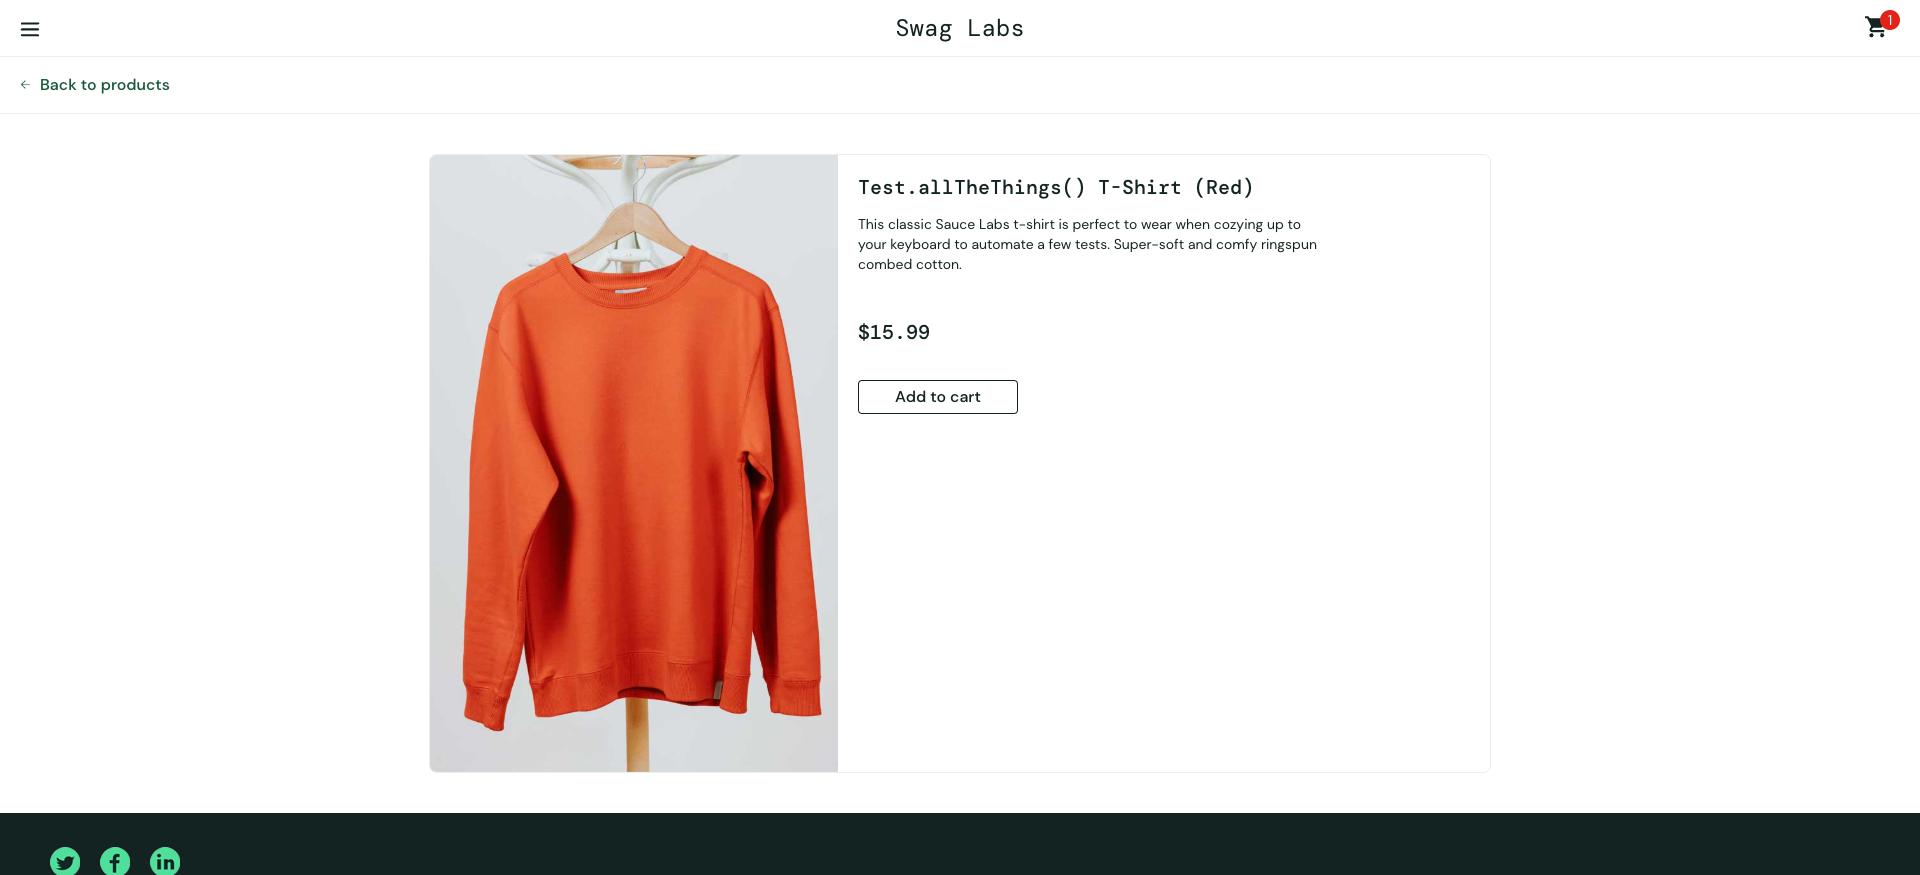 Swag Labs
1
Back to products
Test.allTheThings() T-Shirt (Red)
This classic Sauce Labs t-shirt is perfect to wear when cozying up to
your keyboard to automate a few tests. Super-soft and comfy ringspun
combed cotton.
$15.99
Add to cart